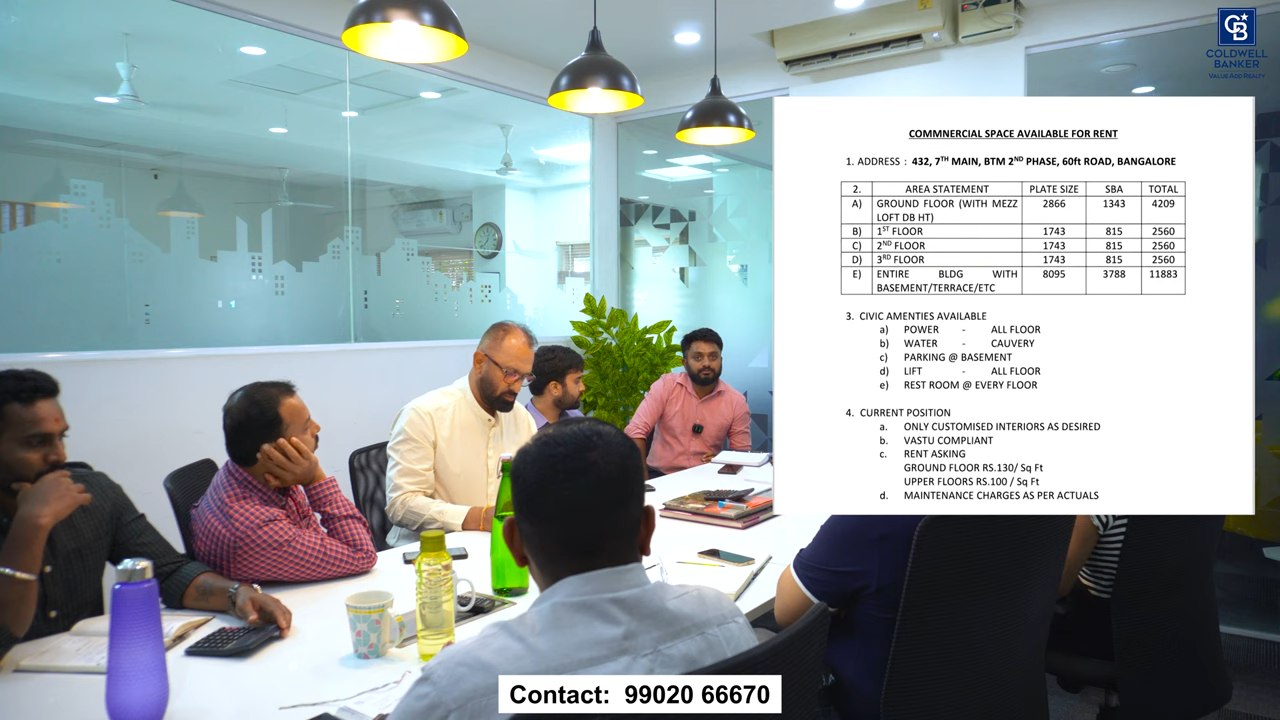 CB
COLDWELL
BANKER
VALUE ADD REALTY
COMMNERCIAL SPACE AVAILABLE FOR RENT
1. ADDRESS : 432, 7TH MAIN, BTM 2ND PHASE, 60ft ROAD, BANGALORE
2. AREA STATEMENT PLATE SIZE SBA TOTAL
A) GROUND FLOOR (WITH MEZZ 2866 1343 4209
LOFT DB HT)
B) 1ST FLOOR 1743 815 2560
C) 2ND FLOOR 1743 815 2560
D) 3RD FLOOR 1743 815 2560
E) ENTIRE BLDG WITH 8095 3788 11883
BASEMENT/TERRACE/ETC
3. CIVIC AMENTIES AVAILABLE
a) POWER - ALL FLOOR
b) WATER - CAUVERY
c) PARKING @ BASEMENT
d) LIFT - ALL FLOOR
e) REST ROOM @ EVERY FLOOR
4. CURRENT POSITION
a. ONLY CUSTOMISED INTERIORS AS DESIRED
b. VASTU COMPLIANT
c. RENT ASKING
GROUND FLOOR RS.130/ Sq Ft
UPPER FLOORS RS.100 / Sq Ft
d. MAINTENANCE CHARGES AS PER ACTUALS
Contact: 99020 66670